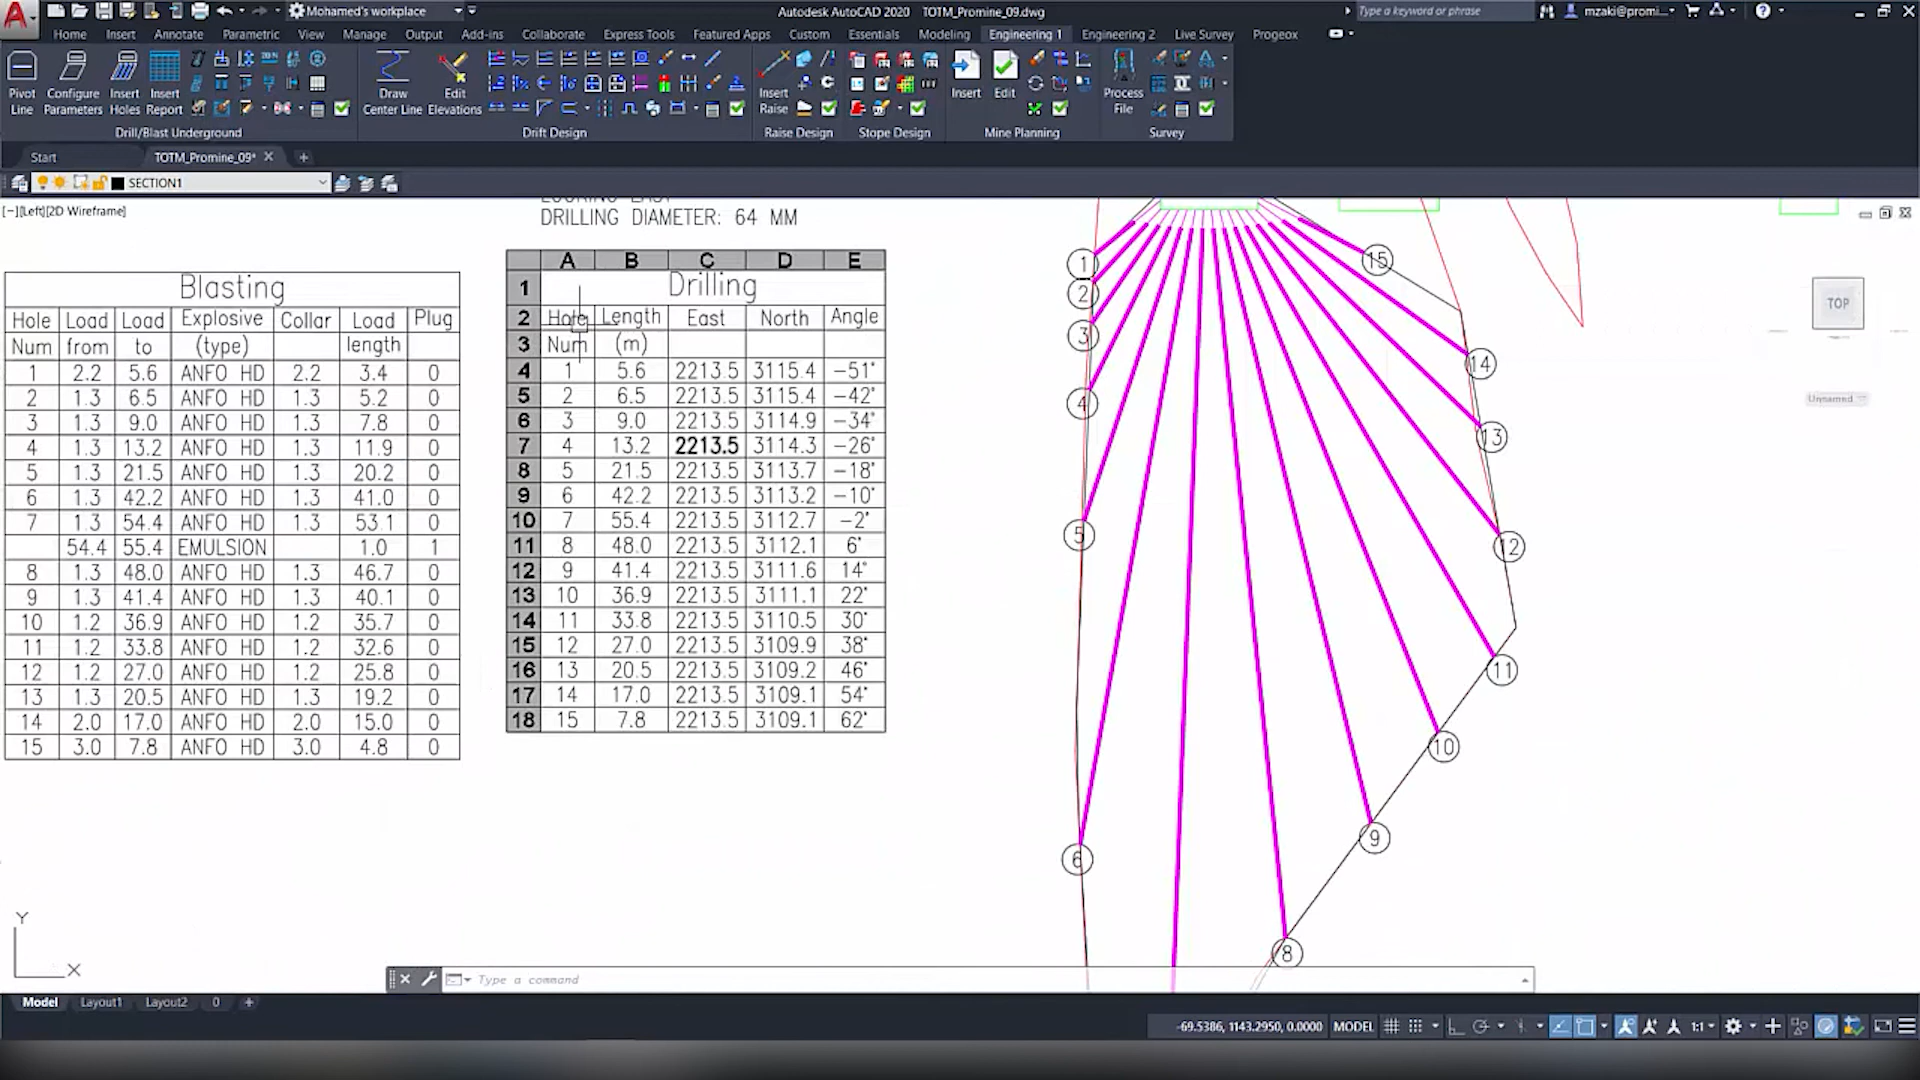 Mohamed's workplace
Autodesk AutoCAD 2020 TOTM_Promine_09.dwg
Type a keyword or phrase
mzaki@promi...
Home Insert Annotate Parametric View Manage Output Add-ins Collaborate Express Tools Featured Apps Custom Essentials Modeling Engineering 1 Engineering 2 Live Survey Progeox
Pivot Line
Configure Parameters
Insert Holes
Insert Report
Draw Center Line
Edit Elevations
Insert Raise
Insert
Edit
Process File
Drill/Blast Underground Drift Design Raise Design Stope Design Mine Planning Survey
Start TOTM_Promine_09*
SECTION1
[−][Left][2D Wireframe]
DRILLING DIAMETER: 64 MM
Blasting
Hole Load Load Explosive Collar Load Plug
Num from to (type) length
1 2.2 5.6 ANFO HD 2.2 3.4 0
2 1.3 6.5 ANFO HD 1.3 5.2 0
3 1.3 9.0 ANFO HD 1.3 7.8 0
4 1.3 13.2 ANFO HD 1.3 11.9 0
5 1.3 21.5 ANFO HD 1.3 20.2 0
6 1.3 42.2 ANFO HD 1.3 41.0 0
7 1.3 54.4 ANFO HD 1.3 53.1 0
54.4 55.4 EMULSION 1.0 1
8 1.3 48.0 ANFO HD 1.3 46.7 0
9 1.3 41.4 ANFO HD 1.3 40.1 0
10 1.2 36.9 ANFO HD 1.2 35.7 0
11 1.2 33.8 ANFO HD 1.2 32.6 0
12 1.2 27.0 ANFO HD 1.2 25.8 0
13 1.3 20.5 ANFO HD 1.3 19.2 0
14 2.0 17.0 ANFO HD 2.0 15.0 0
15 3.0 7.8 ANFO HD 3.0 4.8 0
A B C D E
1 Drilling
2 Hole Length East North Angle
3 Num (m)
4 1 5.6 2213.5 3115.4 −51°
5 2 6.5 2213.5 3115.4 −42°
6 3 9.0 2213.5 3114.9 −34°
7 4 13.2 2213.5 3114.3 −26°
8 5 21.5 2213.5 3113.7 −18°
9 6 42.2 2213.5 3113.2 −10°
10 7 55.4 2213.5 3112.7 −2°
11 8 48.0 2213.5 3112.1 6°
12 9 41.4 2213.5 3111.6 14°
13 10 36.9 2213.5 3111.1 22°
14 11 33.8 2213.5 3110.5 30°
15 12 27.0 2213.5 3109.9 38°
16 13 20.5 2213.5 3109.2 46°
17 14 17.0 2213.5 3109.1 54°
18 15 7.8 2213.5 3109.1 62°
1
2
3
4
5
6
15
14
13
12
11
10
9
8
TOP
Unnamed
Y
X
Type a command
Model Layout1 Layout2 0
-69.5386, 1143.2950, 0.0000 MODEL 1:1